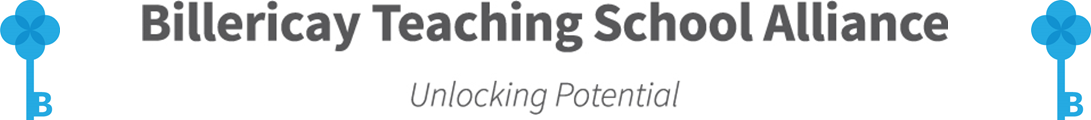 Billericay Teaching School Alliance
Unlocking Potential
B
B